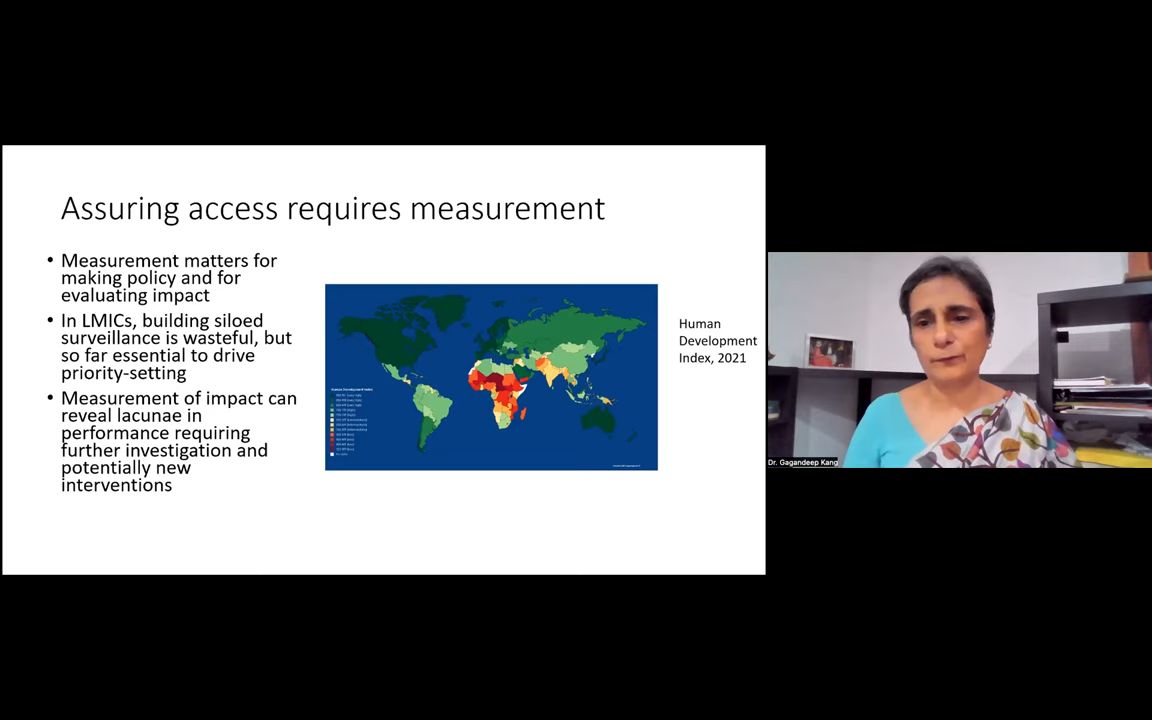 Assuring access requires measurement
• Measurement matters for
making policy and for
evaluating impact
• In LMICs, building siloed
surveillance is wasteful, but
so far essential to drive
priority-setting
• Measurement of impact can
reveal lacunae in
performance requiring
further investigation and
potentially new
interventions
Human
Development
Index, 2021
Dr. Gagandeep Kang